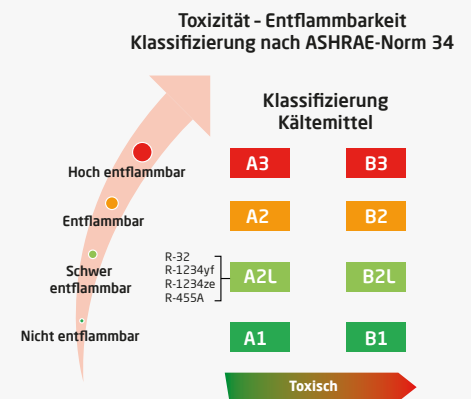 Toxizität - Entflammbarkeit
Klassifizierung nach ASHRAE-Norm 34
Klassifizierung
Kältemittel
Hoch entflammbar
A3
B3
Entflammbar
A2
B2
R-32
R-1234yf
R-1234ze
R-455A
Schwer
entflammbar
A2L
B2L
Nicht entflammbar
A1
B1
Toxisch